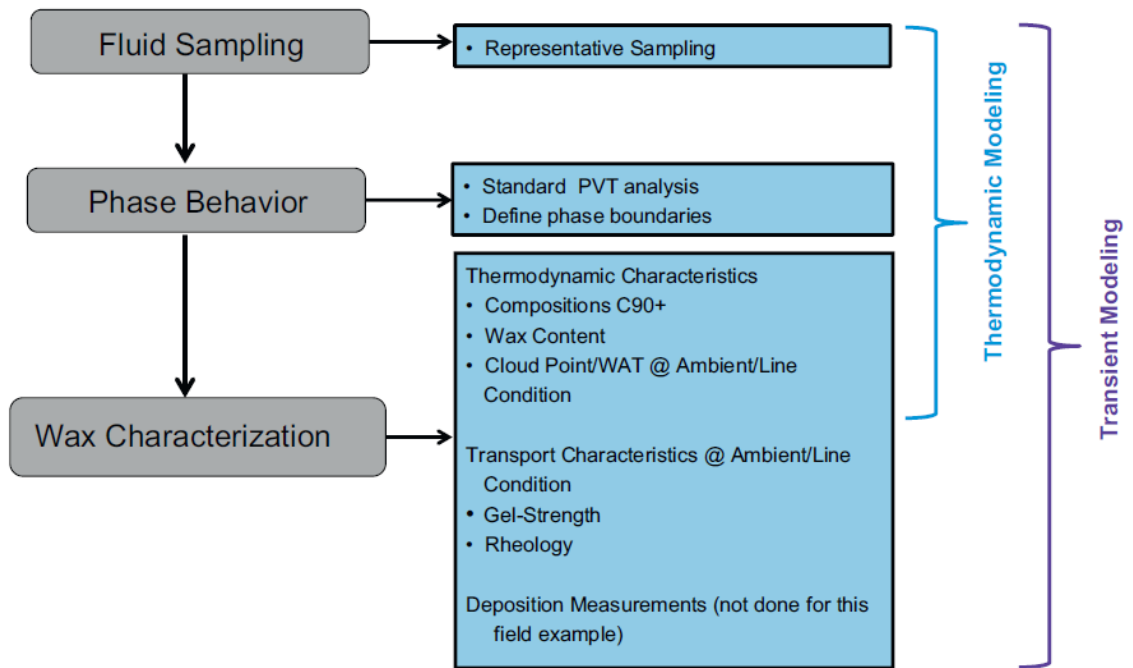 Fluid Sampling
• Representative Sampling
Phase Behavior
• Standard PVT analysis
• Define phase boundaries
Wax Characterization
Thermodynamic Characteristics
• Compositions C90+
• Wax Content
• Cloud Point/WAT @ Ambient/Line
Condition
Transport Characteristics @ Ambient/Line
Condition
• Gel-Strength
• Rheology
Deposition Measurements (not done for this
field example)
Thermodynamic Modeling
Transient Modeling